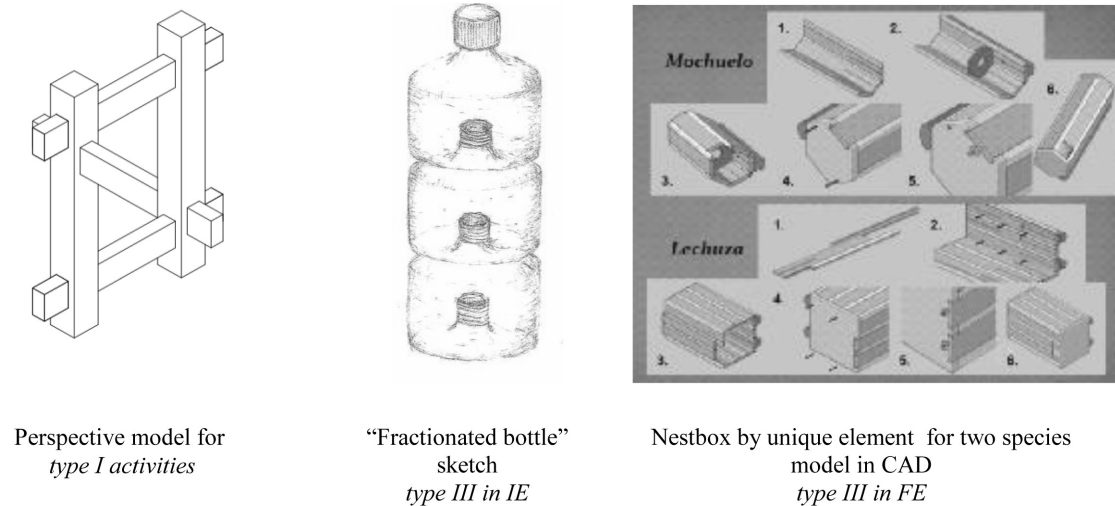 Mochuelo
1.
2.
6.
3.
4.
5.
Lechuza
1.
2.
4.
3.
5.
6.
Perspective model for
type I activities
“Fractionated bottle”
sketch
type III in IE
Nestbox by unique element for two species
model in CAD
type III in FE